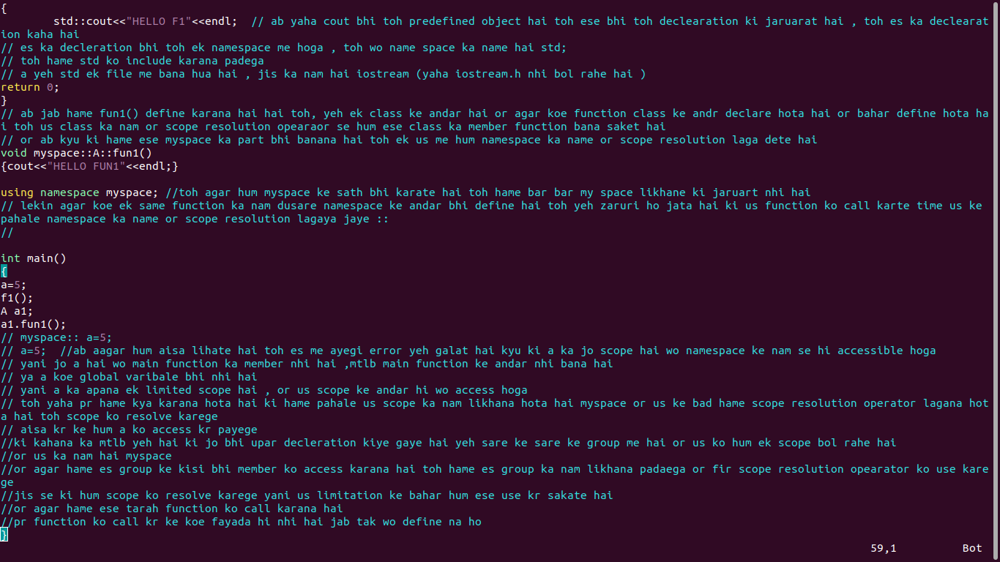 {
        std::cout<<"HELLO F1"<<endl;  // ab yaha cout bhi toh predefined object hai toh ese bhi toh declearation ki jaruarat hai , toh es ka declearat
ion kaha hai
// es ka decleration bhi toh ek namespace me hoga , toh wo name space ka name hai std;
// toh hame std ko include karana padega
// a yeh std ek file me bana hua hai , jis ka nam hai iostream (yaha iostream.h nhi bol rahe hai )
return 0;
}
// ab jab hame fun1() define karana hai hai toh, yeh ek class ke andar hai or agar koe function class ke andr declare hota hai or bahar define hota ha
i toh us class ka nam or scope resolution opearaor se hum ese class ka member function bana saket hai
// or ab kyu ki hame ese myspace ka part bhi banana hai toh ek us me hum namespace ka name or scope resolution laga dete hai
void myspace::A::fun1()
{cout<<"HELLO FUN1"<<endl;}

using namespace myspace; //toh agar hum myspace ke sath bhi karate hai toh hame bar bar my space likhane ki jaruart nhi hai
// lekin agar koe ek same function ka nam dusare namespace ke andar bhi define hai toh yeh zaruri ho jata hai ki us function ko call karte time us ke
pahale namespace ka name or scope resolution lagaya jaye ::
//

int main()
{
a=5;
f1();
A a1;
a1.fun1();
// myspace:: a=5;
// a=5;  //ab aagar hum aisa lihate hai toh es me ayegi error yeh galat hai kyu ki a ka jo scope hai wo namespace ke nam se hi accessible hoga
// yani jo a hai wo main function ka member nhi hai ,mtlb main function ke andar nhi bana hai
// ya a koe global varibale bhi nhi hai
// yani a ka apana ek limited scope hai , or us scope ke andar hi wo access hoga
// toh yaha pr hame kya karana hota hai ki hame pahale us scope ka nam likhana hota hai myspace or us ke bad hame scope resolution operator lagana hot
a hai toh scope ko resolve karege
// aisa kr ke hum a ko access kr payege
//ki kahana ka mtlb yeh hai ki jo bhi upar decleration kiye gaye hai yeh sare ke sare ke group me hai or us ko hum ek scope bol rahe hai
//or us ka nam hai myspace
//or agar hame es group ke kisi bhi member ko access karana hai toh hame es group ka nam likhana padaega or fir scope resolution opearator ko use kare
ge
//jis se ki hum scope ko resolve karege yani us limitation ke bahar hum ese use kr sakate hai
//or agar hame ese tarah function ko call karana hai
//pr function ko call kr ke koe fayada hi nhi hai jab tak wo define na ho
}
59,1          Bot